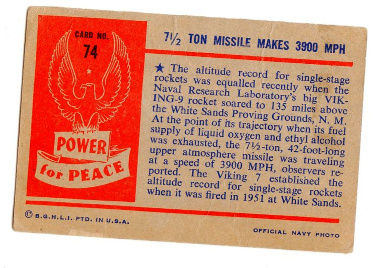 CARD NO.
74
POWER
for PEACE
© B.G.H.L.I. PTD. IN U.S.A.
7½ TON MISSILE MAKES 3900 MPH
★ The altitude record for single-stage
rockets was equalled recently when the
Naval Research Laboratory's big VIK-
ING-9 rocket soared to 135 miles above
the White Sands Proving Grounds, N. M.
At the point of its trajectory when its fuel
supply of liquid oxygen and ethyl alcohol
was exhausted, the 7½-ton, 42-foot-long
upper atmosphere missile was traveling
at a speed of 3900 MPH, observers re-
ported. The Viking 7 established the
altitude record for single-stage rockets
when it was fired in 1951 at White Sands.
OFFICIAL NAVY PHOTO